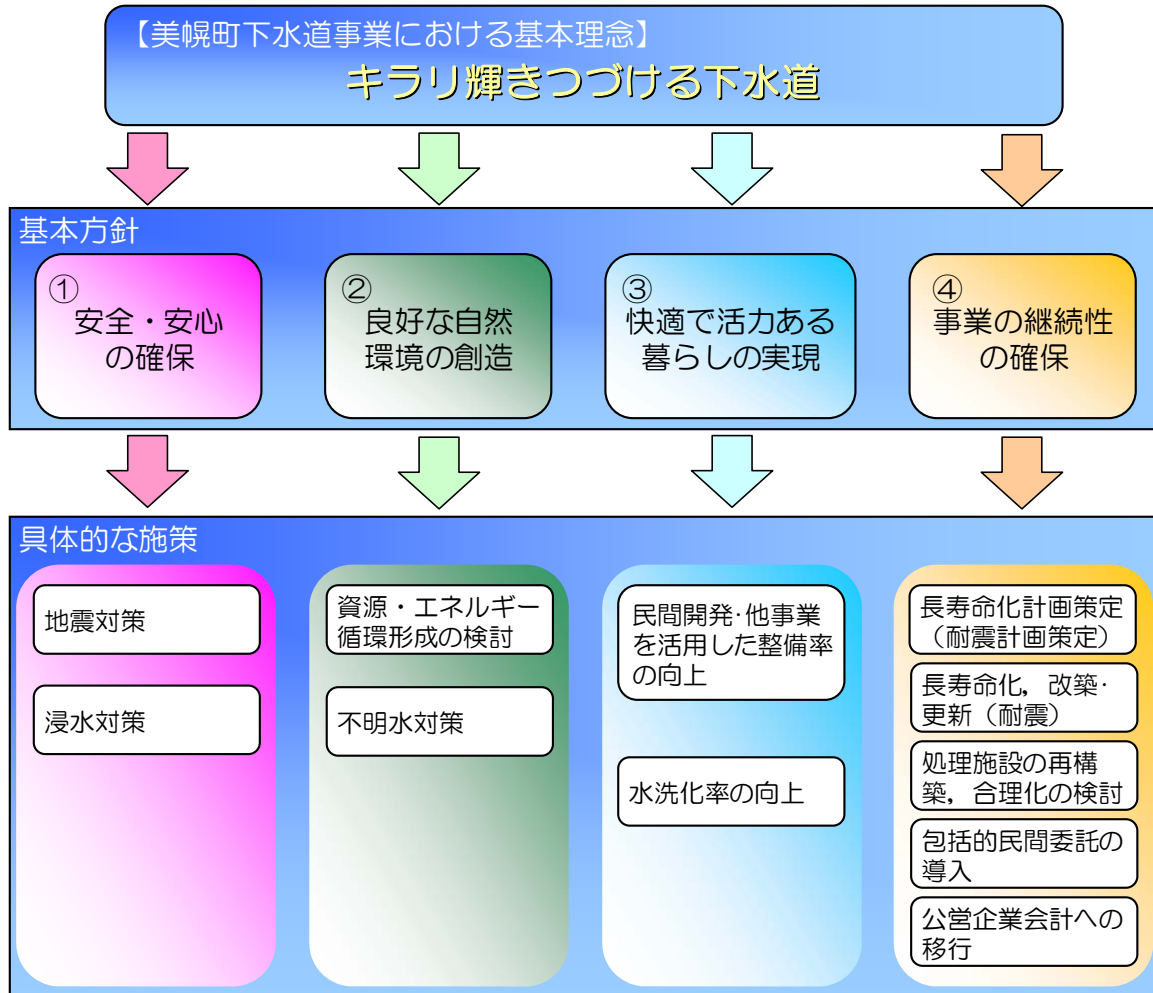 【美幌町下水道事業における基本理念】
キラリ輝きつづける下水道
基本方針
①
安全・安心
の確保
②
良好な自然
環境の創造
③
快適で活力ある
暮らしの実現
④
事業の継続性
の確保
具体的な施策
地震対策
浸水対策
資源・エネルギー
循環形成の検討
不明水対策
民間開発・他事業
を活用した整備率
の向上
水洗化率の向上
長寿命化計画策定
（耐震計画策定）
長寿命化，改築・
更新（耐震）
処理施設の再構
築，合理化の検討
包括的民間委託の
導入
公営企業会計への
移行